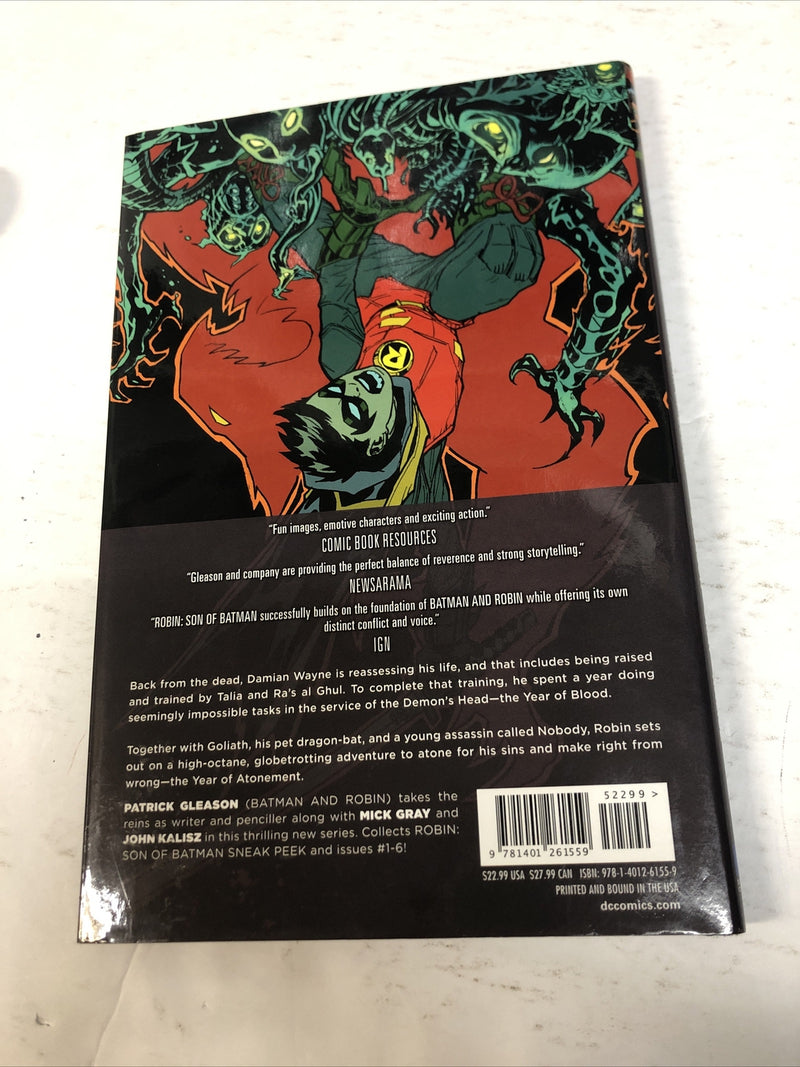 R
"Fun images, emotive characters and exciting action."
COMIC BOOK RESOURCES
"Gleason and company are providing the perfect balance of reverence and strong storytelling."
NEWSARAMA
"ROBIN: SON OF BATMAN successfully builds on the foundation of BATMAN AND ROBIN while offering its own
distinct conflict and voice."
IGN
Back from the dead, Damian Wayne is reassessing his life, and that includes being raised
and trained by Talia and Ra's al Ghul. To complete that training, he spent a year doing
seemingly impossible tasks in the service of the Demon's Head—the Year of Blood.
Together with Goliath, his pet dragon-bat, and a young assassin called Nobody, Robin sets
out on a high-octane, globetrotting adventure to atone for his sins and make right from
wrong—the Year of Atonement.
PATRICK GLEASON (BATMAN AND ROBIN) takes the
reins as writer and penciller along with MICK GRAY and
JOHN KALISZ in this thrilling new series. Collects ROBIN:
SON OF BATMAN SNEAK PEEK and issues #1-6!
52299 >
9 781401 261559
$22.99 USA $27.99 CAN ISBN: 978-1-4012-6155-9
PRINTED AND BOUND IN THE USA
dccomics.com